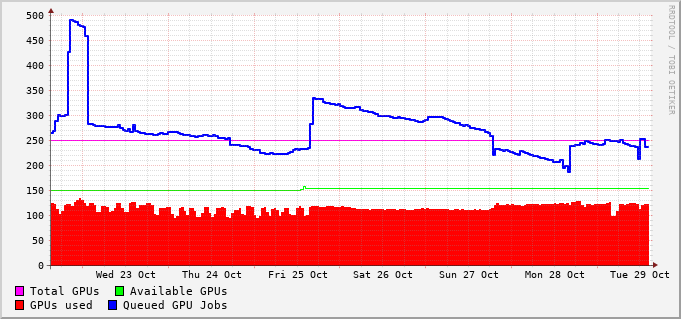 RRDTOOL / TOBI OETIKER
500
450
400
350
300
250
200
150
100
50
0
Wed 23 Oct Thu 24 Oct Fri 25 Oct Sat 26 Oct Sun 27 Oct Mon 28 Oct Tue 29 Oct
Total GPUs Available GPUs
GPUs used Queued GPU Jobs